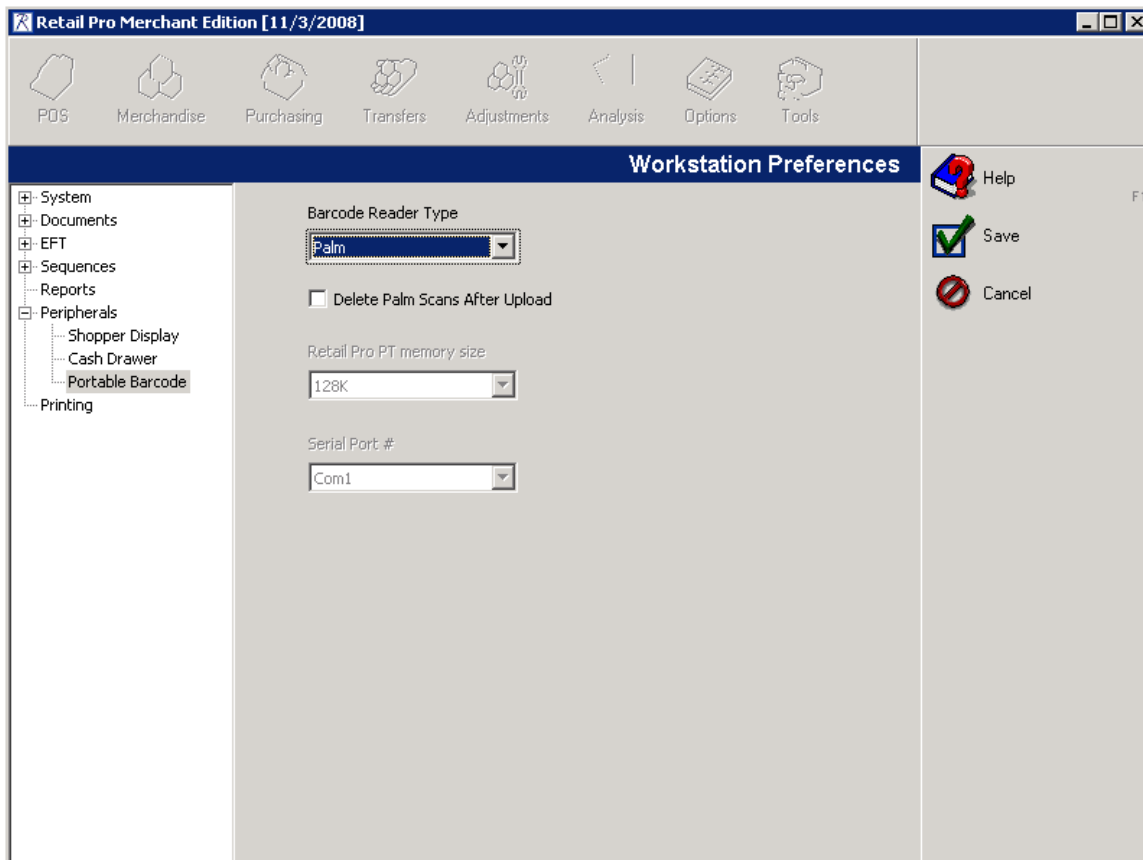 Retail Pro Merchant Edition [11/3/2008]
POS Merchandise Purchasing Transfers Adjustments Analysis Options Tools
Workstation Preferences
System
Documents
EFT
Sequences
Reports
Peripherals
Shopper Display
Cash Drawer
Portable Barcode
Printing
Barcode Reader Type
Palm
Delete Palm Scans After Upload
Retail Pro PT memory size
128K
Serial Port #
Com1
Help
Save
Cancel